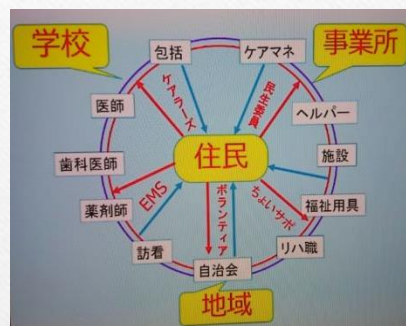 学校
包括
ケアマネ
事業所
医師
ケアラーズ
民生委員
ヘルパー
歯科医師
住民
施設
薬剤師
EMS
ボランティア
ちょいサポ
福祉用具
訪看
自治会
リハ職
地域